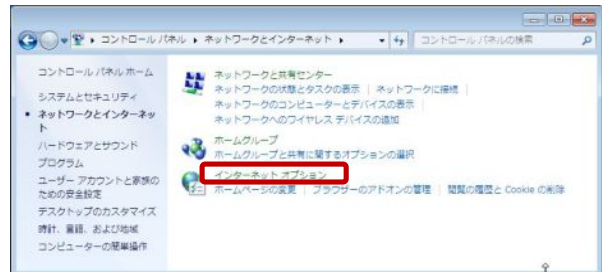 コントロール パネル ▸ ネットワークとインターネット ▸
コントロール パネルの検索
コントロール パネル ホーム
システムとセキュリティ
ネットワークとインターネッ
ト
ハードウェアとサウンド
プログラム
ユーザー アカウントと家族の
ための安全設定
デスクトップのカスタマイズ
時計、言語、および地域
コンピューターの簡単操作
ネットワークと共有センター
ネットワークの状態とタスクの表示 | ネットワークに接続 |
ネットワークのコンピューターとデバイスの表示 |
ネットワークへのワイヤレス デバイスの追加
ホームグループ
ホームグループと共有に関するオプションの選択
インターネット オプション
ホームページの変更 | ブラウザーのアドオンの管理 | 閲覧の履歴と Cookie の削除